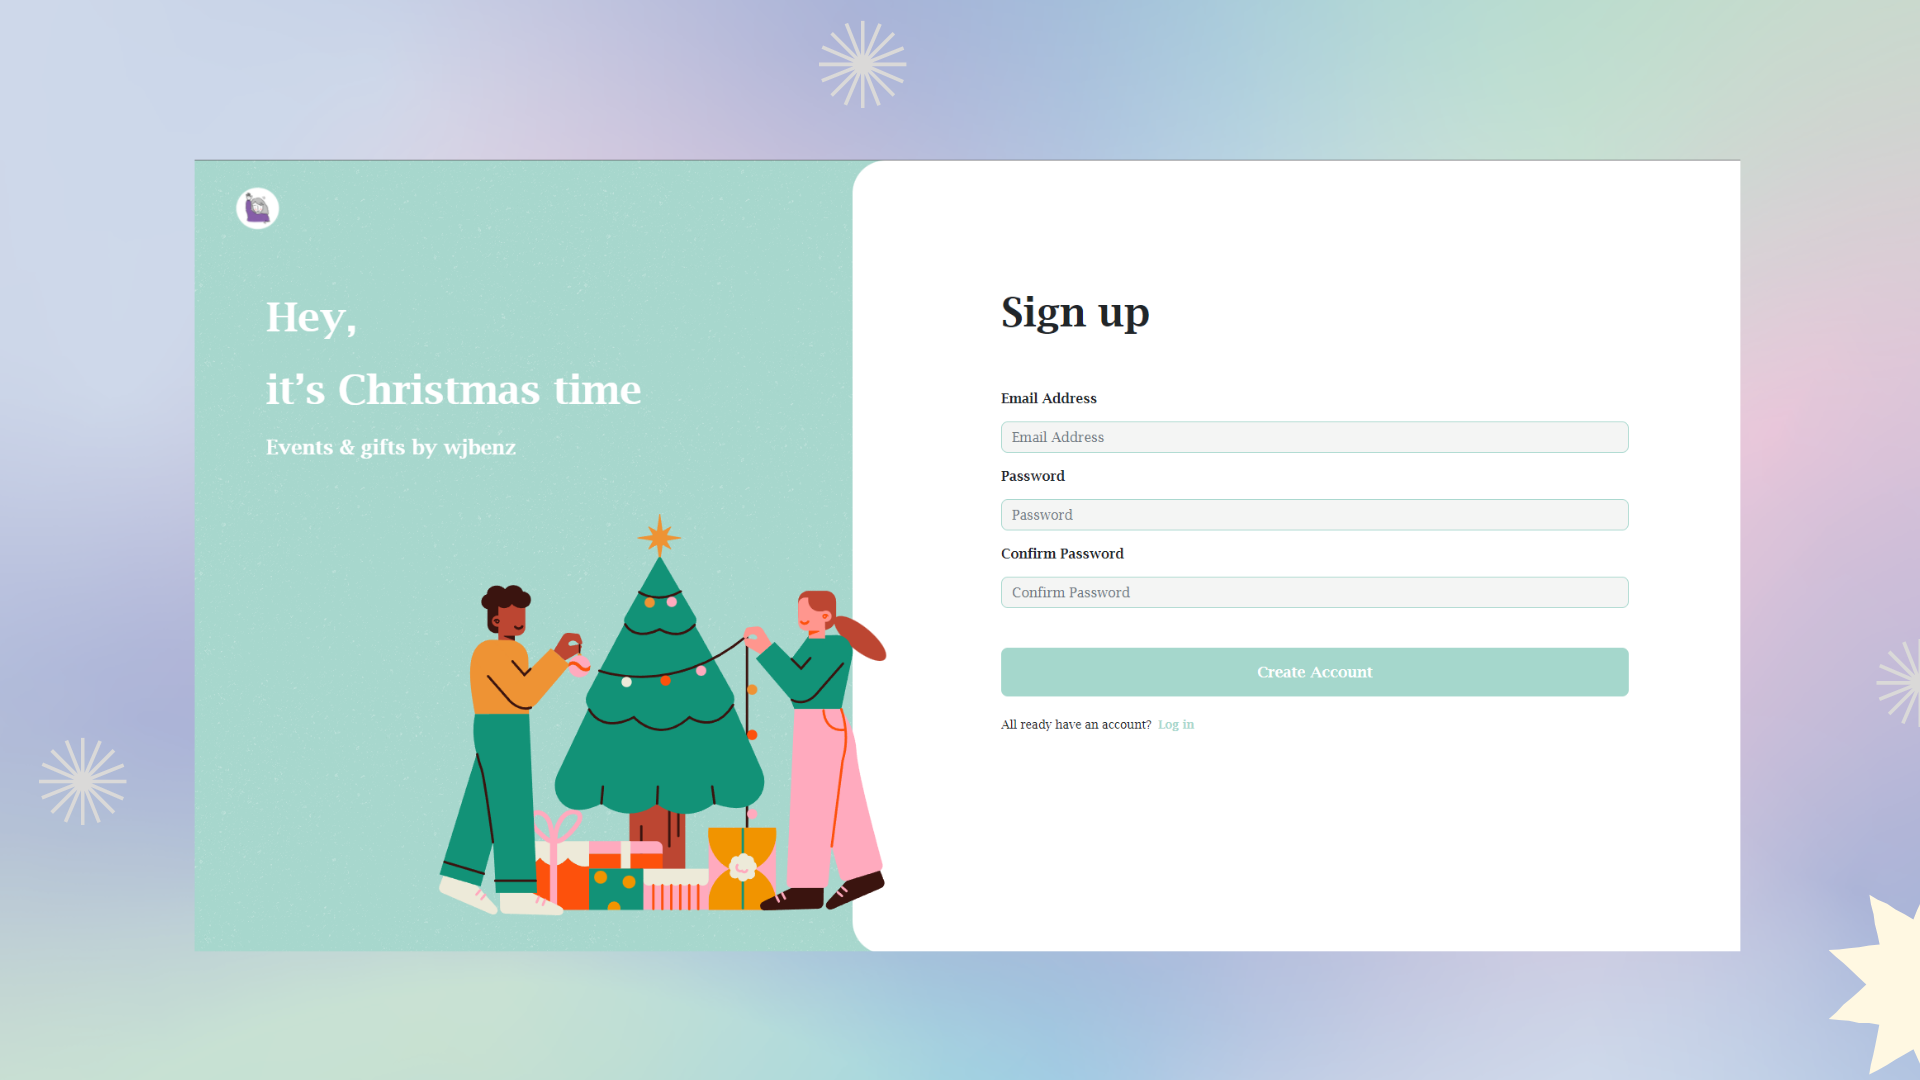 Hey,
it’s Christmas time
Events & gifts by wjbenz
Sign up
Email Address
Email Address
Password
Password
Confirm Password
Confirm Password
Create Account
All ready have an account? Log in